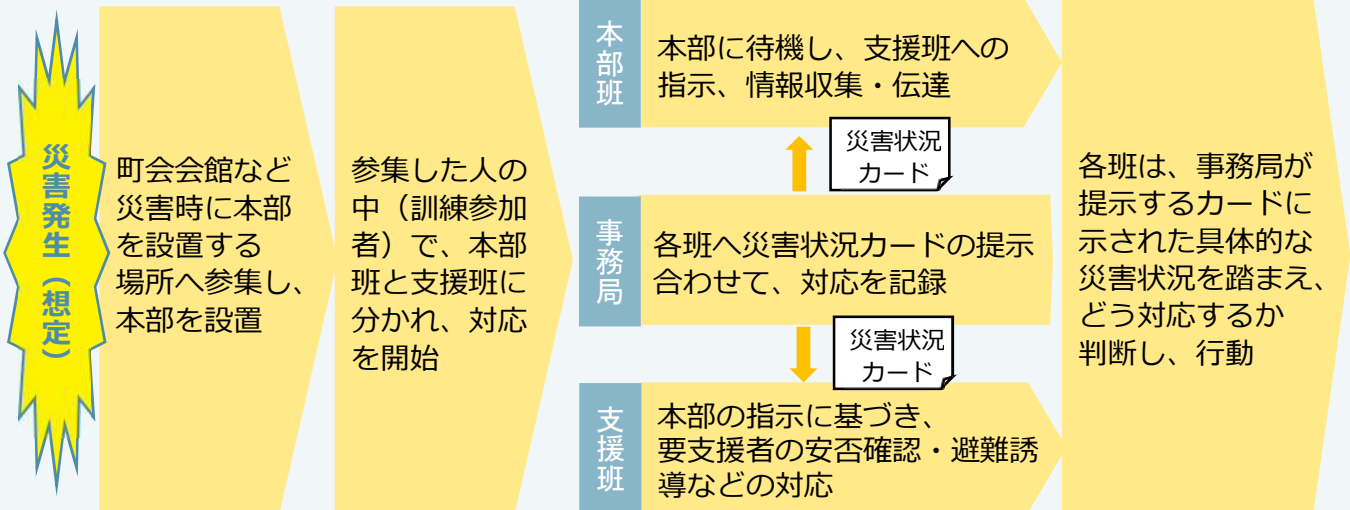 災害発生（想定）
町会会館など
災害時に本部
を設置する
場所へ参集し、
本部を設置
参集した人の
中（訓練参加
者）で、本部
班と支援班に
分かれ、対応
を開始
本部班
本部に待機し、支援班への
指示、情報収集・伝達
災害状況
カード
事務局
各班へ災害状況カードの提示
合わせて、対応を記録
災害状況
カード
支援班
本部の指示に基づき、
要支援者の安否確認・避難誘
導などの対応
各班は、事務局が
提示するカードに
示された具体的な
災害状況を踏まえ、
どう対応するか
判断し、行動